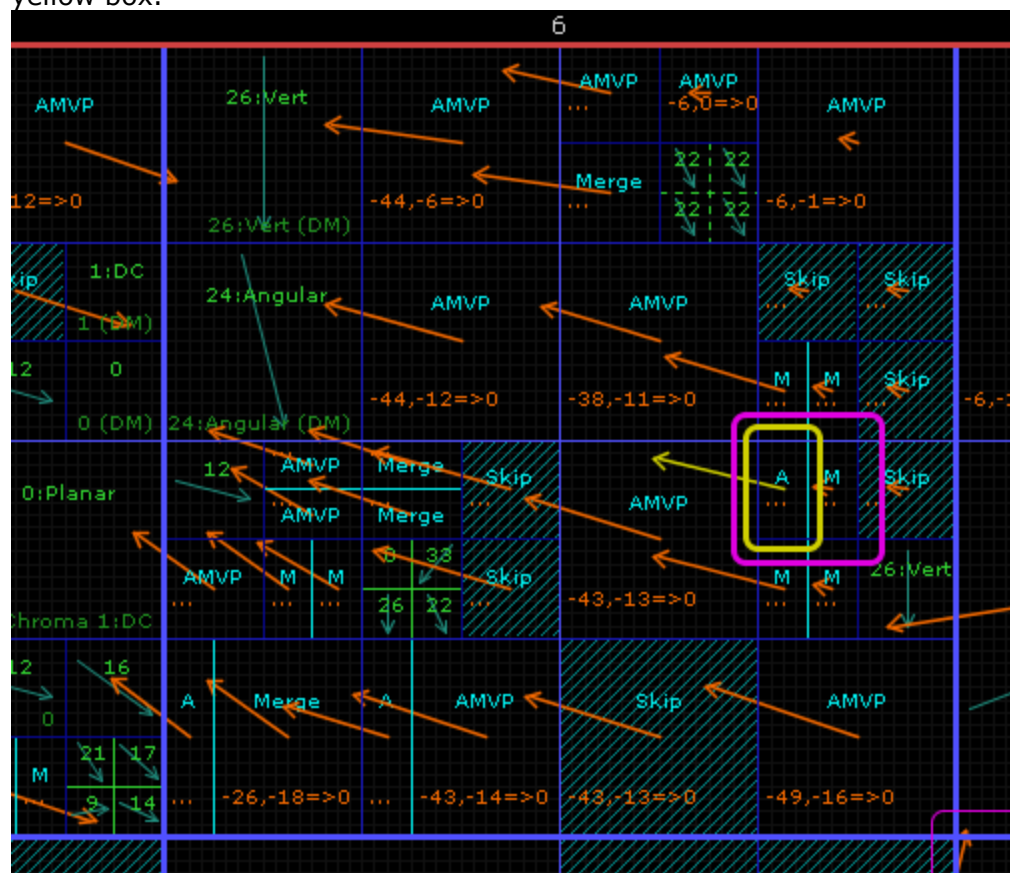 yellow box.
6
AMVP
12=>0
26:Vert
26:Vert (DM)
AMVP
-44,-6=>0
AMVP
...
AMVP
-6,0=>0
Merge
...
22 22
22 22
AMVP
-6,-1=>0
kip
1:DC
1 (DM)
12
0
0 (DM)
24:Angular
24:Angular (DM)
AMVP
-44,-12=>0
AMVP
-38,-11=>0
Skip
...
Skip
...
M M
... ...
Skip
...
-6,-
0:Planar
Chroma 1:DC
12
AMVP
...
AMVP
Merge
Merge
Skip
...
AMVP
...
M M
... ...
33
26 22
Skip
...
AMVP
-43,-13=>0
A M
... ...
Skip
...
M M
... ...
26:Vert
12
0
16
M
...
21 17
9 14
A
...
Merge
-26,-18=>0
A
...
AMVP
-43,-14=>0
Skip
-43,-13=>0
AMVP
-49,-16=>0